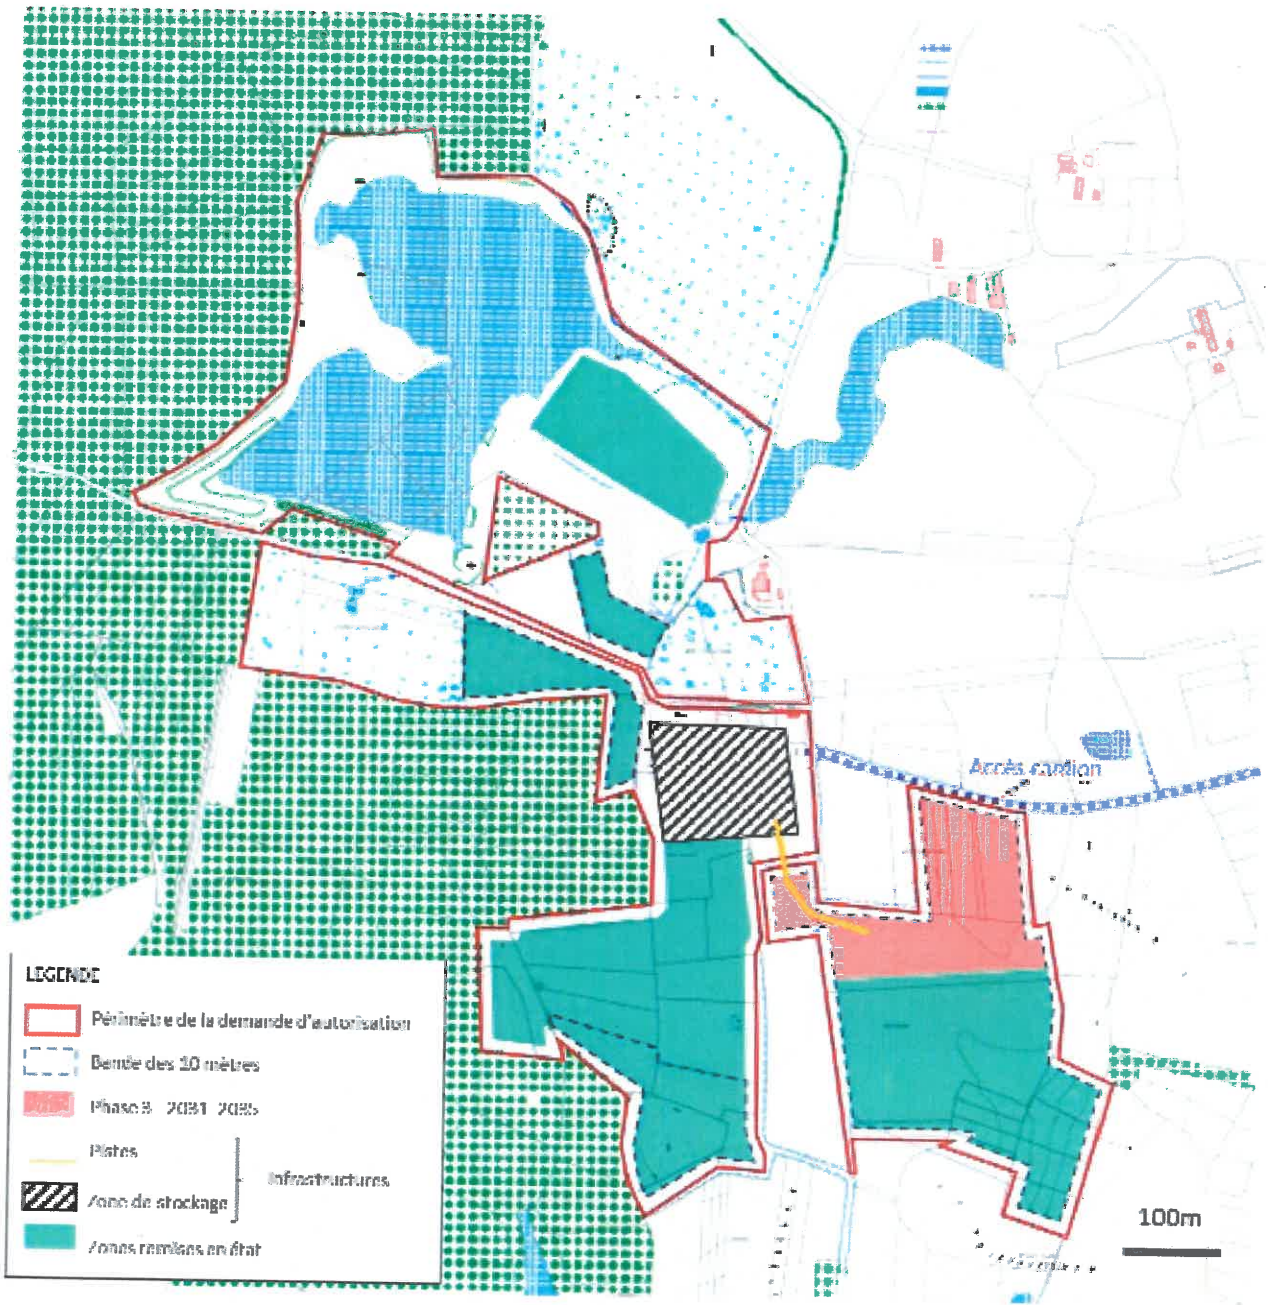 Accès camion
LEGENDE
Périmètre de la demande d'autorisation
Bande des 10 mètres
Phase 3 2031-2035
Pistes
Infrastructures
Zone de stockage
Zones remises en état
100m